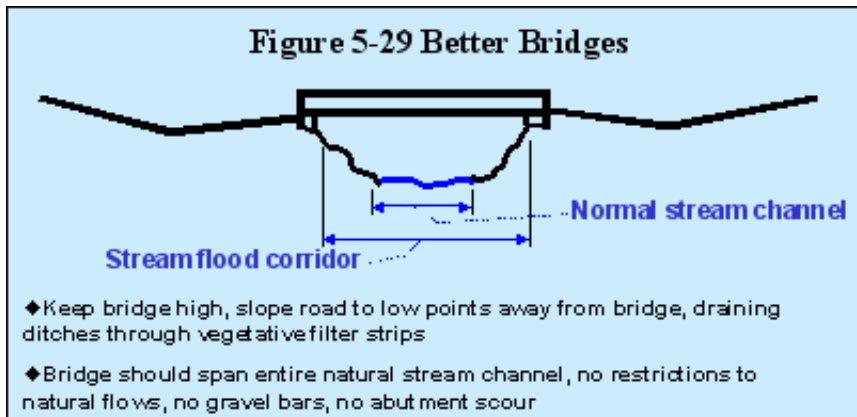 Figure 5-29 Better Bridges
Normal stream channel
Stream flood corridor
◆Keep bridge high, slope road to low points away from bridge, draining
ditches through vegetative filter strips
◆Bridge should span entire natural stream channel, no restrictions to
natural flows, no gravel bars, no abutment scour